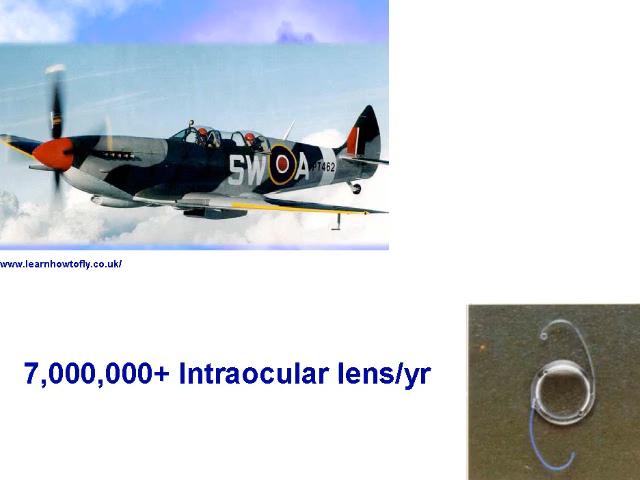 SW A
PT462
www.learnhowtofly.co.uk/
7,000,000+ Intraocular lens/yr